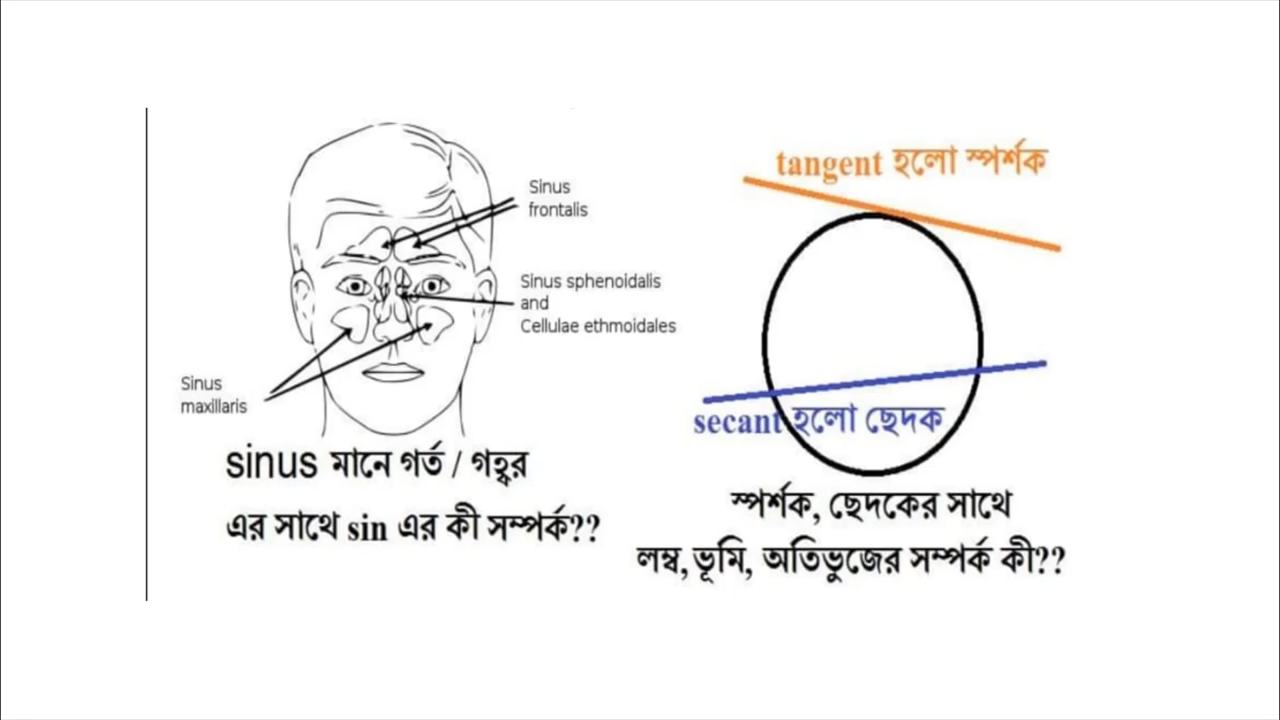 Sinus
frontalis
Sinus sphenoidalis
and
Cellulae ethmoidales
Sinus
maxillaris
sinus মানে গর্ত / গহ্বর
এর সাথে sin এর কী সম্পর্ক??
tangent হলো স্পর্শক
secant হলো ছেদক
স্পর্শক, ছেদকের সাথে
লম্ব, ভূমি, অতিভুজের সম্পর্ক কী??